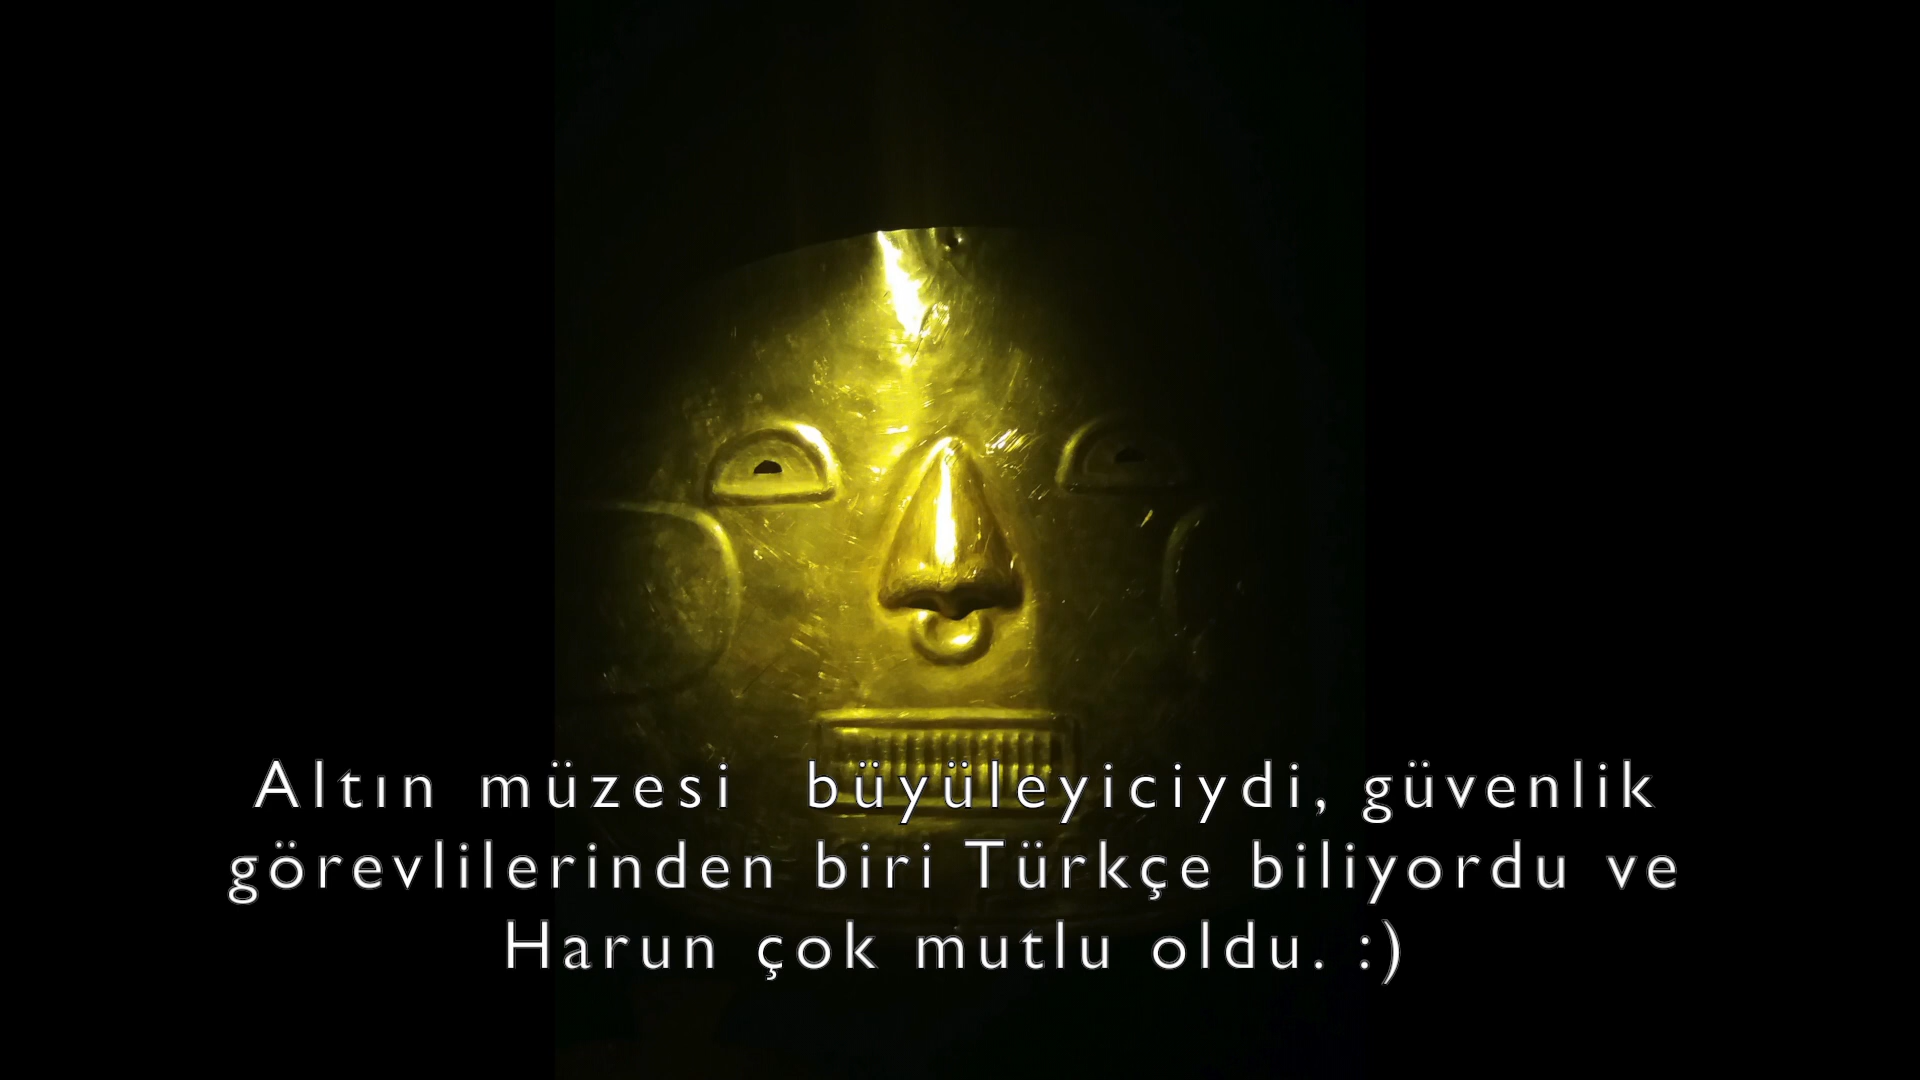 Altın müzesi  büyüleyiciydi, güvenlik
görevlilerinden biri Türkçe biliyordu ve
Harun çok mutlu oldu. :)